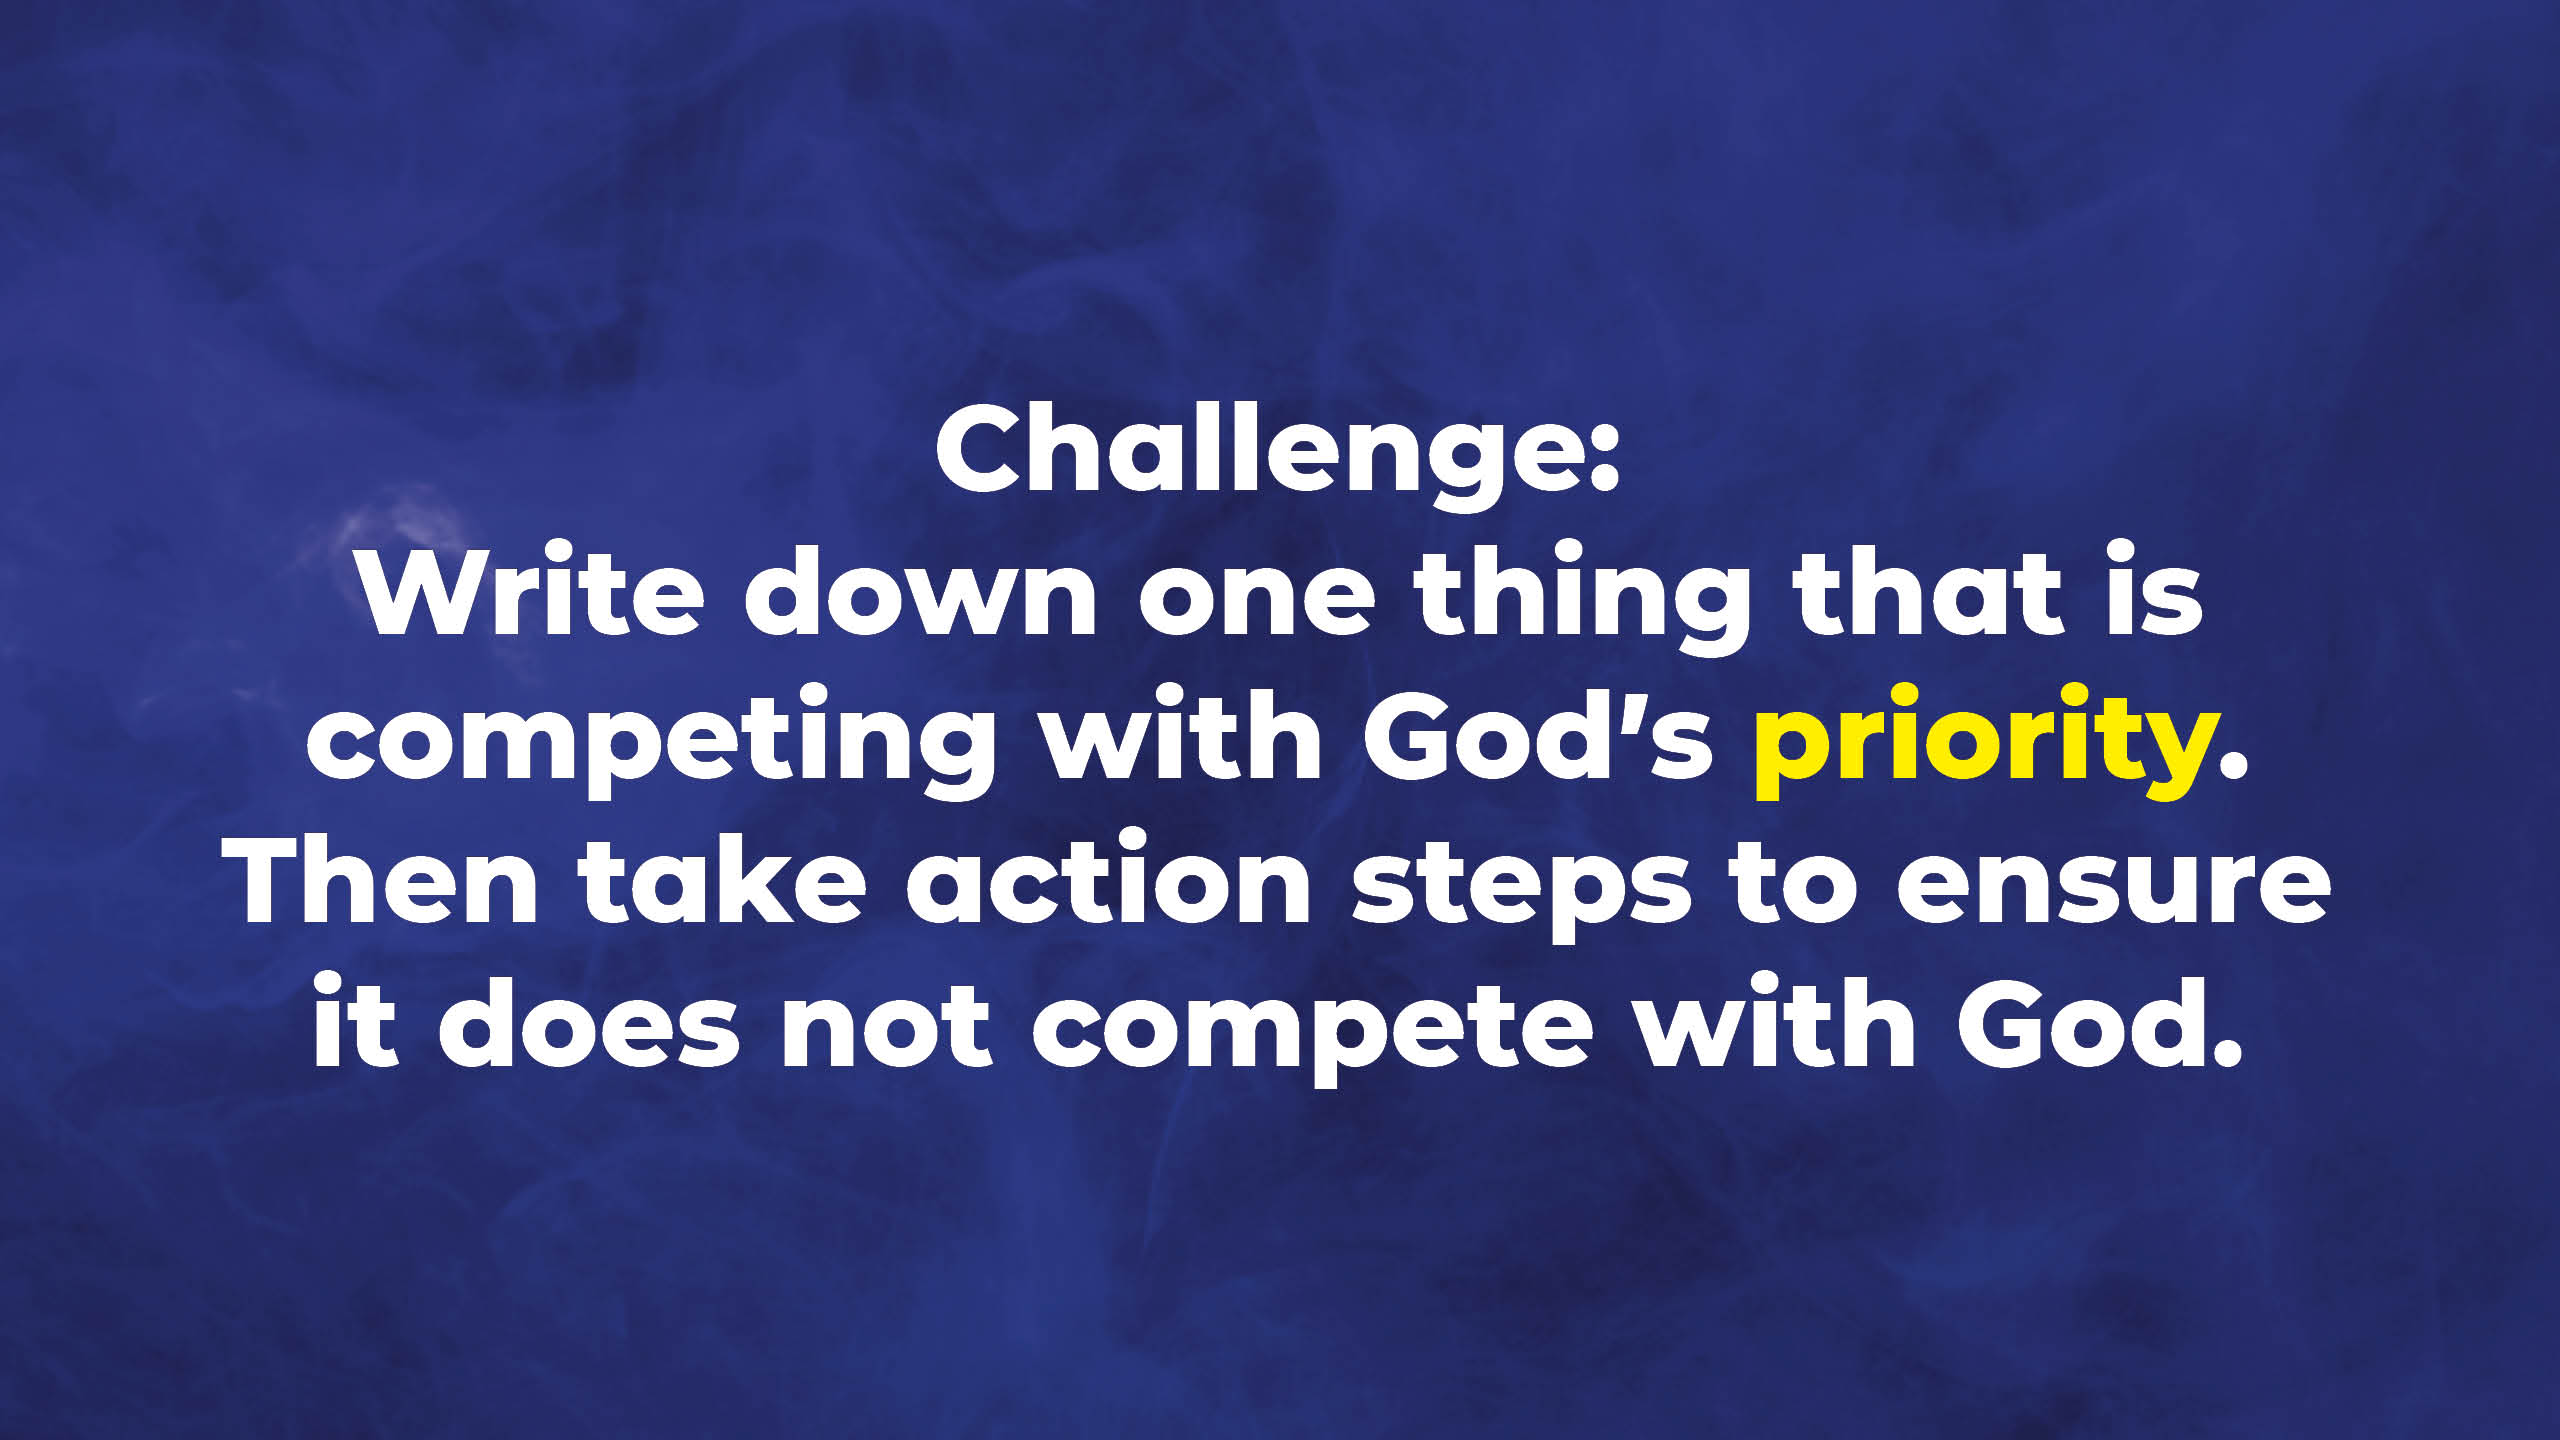 Challenge:
Write down one thing that is
competing with God's priority.
Then take action steps to ensure
it does not compete with God.